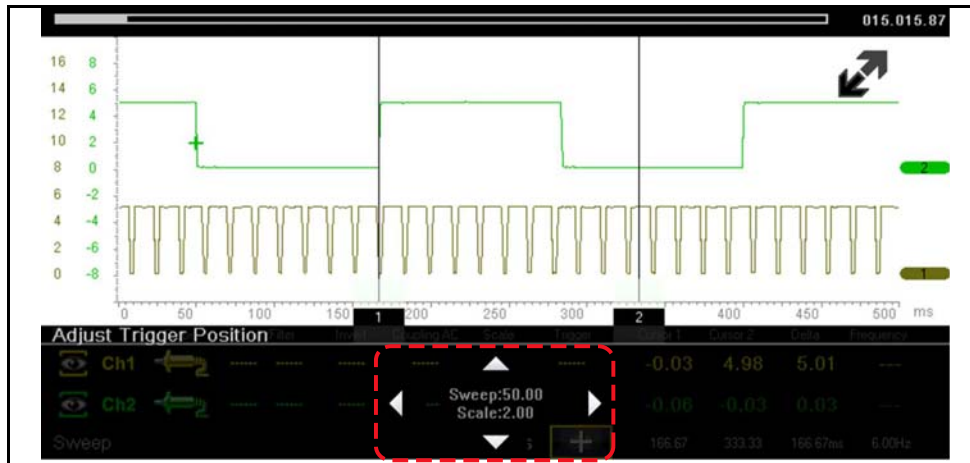 015.015.87
16 8
14 6
12 4
10 2
8 0
6 -2
4 -4
2 -6
0 -8
2
1
0 50 100 150 200 250 300 400 450 500 ms
1 2
Adjust Trigger Position Filter Invert Coupling AC Scale Trigger Cursor 1 Cursor 2 Delta Frequency
Ch1 ----- ----- ----- ----- ----- -0.03 4.98 5.01 ---
Sweep:50.00
Scale:2.00
Ch2 ---- ---- ---- -- -0.06 -0.03 0.03 ---
Sweep s + 166.67 333.33 166.67ms 6.00Hz